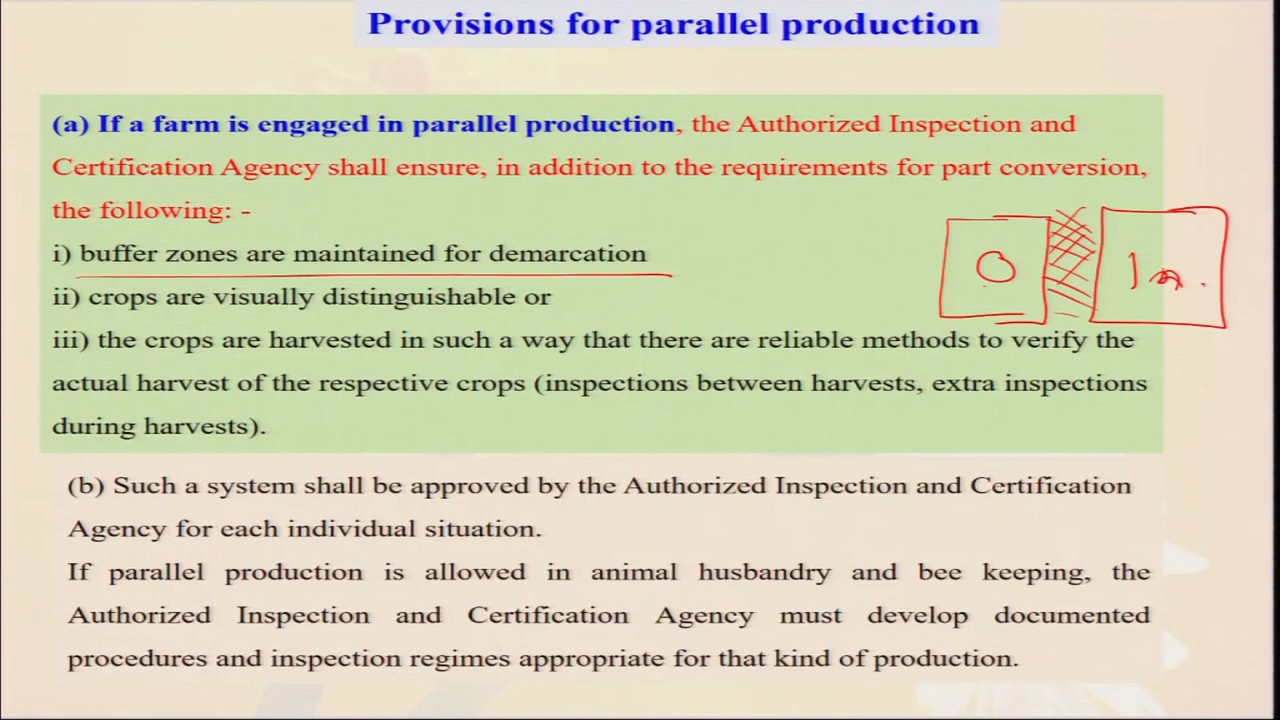 Provisions for parallel production
(a) If a farm is engaged in parallel production, the Authorized Inspection and
Certification Agency shall ensure, in addition to the requirements for part conversion,
the following: -
i) buffer zones are maintained for demarcation
ii) crops are visually distinguishable or
iii) the crops are harvested in such a way that there are reliable methods to verify the
actual harvest of the respective crops (inspections between harvests, extra inspections
during harvests).
O
(b) Such a system shall be approved by the Authorized Inspection and Certification
Agency for each individual situation.
If parallel production is allowed in animal husbandry and bee keeping, the
Authorized Inspection and Certification Agency must develop documented
procedures and inspection regimes appropriate for that kind of production.